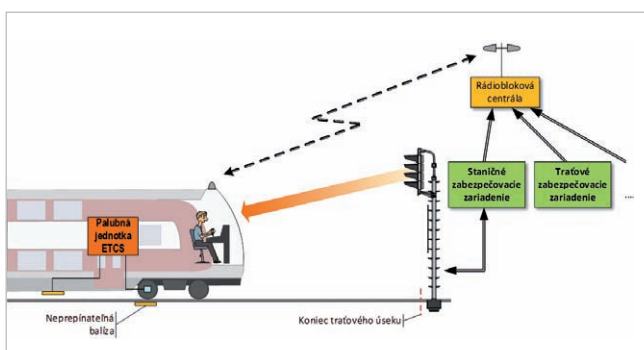 Rádiobloková
centrála
Staničné
zabezpečovacie
zariadenie
Traťové
zabezpečovacie
zariadenie
....
Palubná
jednotka
ETCS
Neprepínateľná
balíza
Koniec traťového úseku